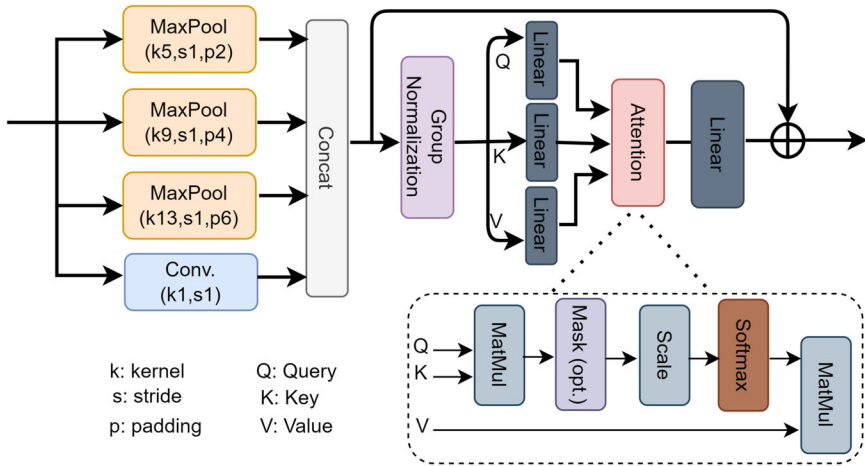 MaxPool
(k5,s1,p2)
MaxPool
(k9,s1,p4)
MaxPool
(k13,s1,p6)
Conv.
(k1,s1)
Concat
Group
Normalization
Q
K
V
Linear
Linear
Linear
Attention
Linear
Q
K
V
MatMul
Mask (opt.)
Scale
Softmax
MatMul
k: kernel
s: stride
p: padding
Q: Query
K: Key
V: Value